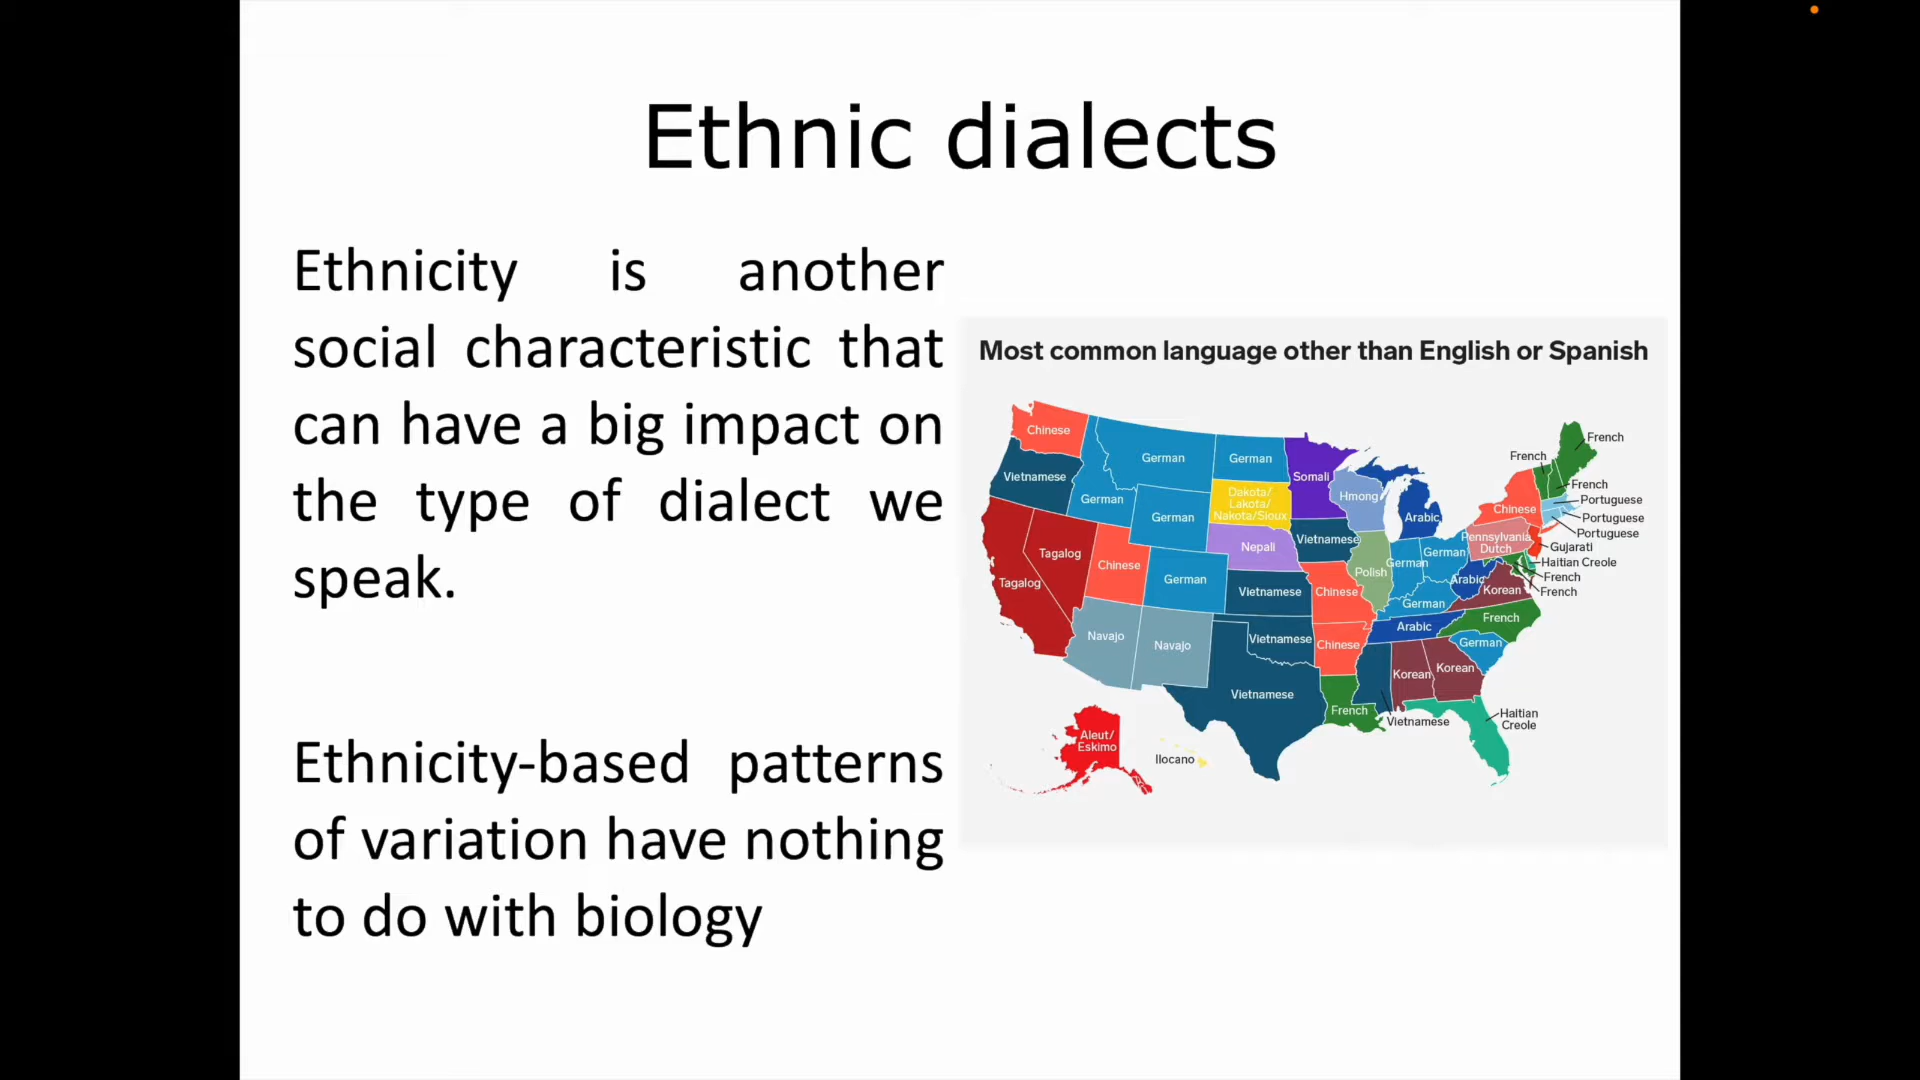 Ethnic dialects
Ethnicity is another
social characteristic that
can have a big impact on
the type of dialect we
speak.
Ethnicity-based patterns
of variation have nothing
to do with biology
Most common language other than English or Spanish
Chinese
Vietnamese
German
German
German
German
Dakota/
Lakota/
Nakota/Sioux
Somali
Hmong
Arabic
Tagalog
Tagalog
Chinese
German
Nepali
Vietnamese
Vietnamese
Polish
German
German
Chinese
German
Arabic
Korean
Pennsylvania
Dutch
Chinese
French
French
French
Portuguese
Portuguese
Portuguese
Gujarati
Haitian Creole
French
French
Navajo
Navajo
Vietnamese
Chinese
Arabic
French
German
Korean
Korean
Vietnamese
French
Vietnamese
Haitian
Creole
Aleut/
Eskimo
Ilocano